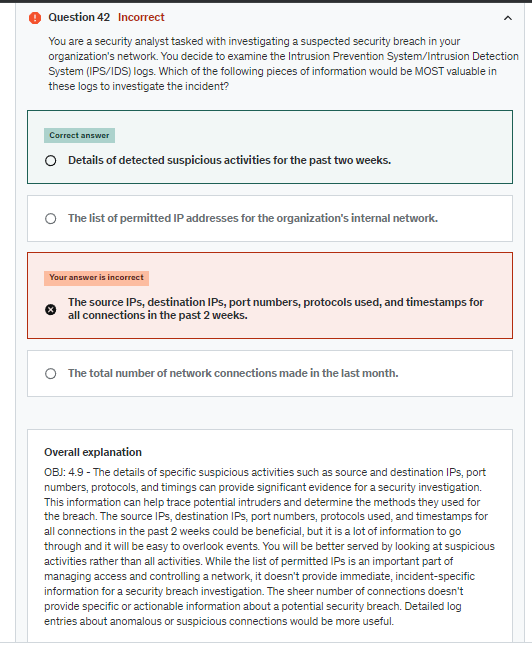 Question 42 Incorrect
You are a security analyst tasked with investigating a suspected security breach in your
organization's network. You decide to examine the Intrusion Prevention System/Intrusion Detection
System (IPS/IDS) logs. Which of the following pieces of information would be MOST valuable in
these logs to investigate the incident?
Correct answer
Details of detected suspicious activities for the past two weeks.
The list of permitted IP addresses for the organization's internal network.
Your answer is incorrect
The source IPs, destination IPs, port numbers, protocols used, and timestamps for
all connections in the past 2 weeks.
The total number of network connections made in the last month.
Overall explanation
OBJ: 4.9 - The details of specific suspicious activities such as source and destination IPs, port
numbers, protocols, and timings can provide significant evidence for a security investigation.
This information can help trace potential intruders and determine the methods they used for
the breach. The source IPs, destination IPs, port numbers, protocols used, and timestamps for
all connections in the past 2 weeks could be beneficial, but it is a lot of information to go
through and it will be easy to overlook events. You will be better served by looking at suspicious
activities rather than all activities. While the list of permitted IPs is an important part of
managing access and controlling a network, it doesn't provide immediate, incident-specific
information for a security breach investigation. The sheer number of connections doesn't
provide specific or actionable information about a potential security breach. Detailed log
entries about anomalous or suspicious connections would be more useful.